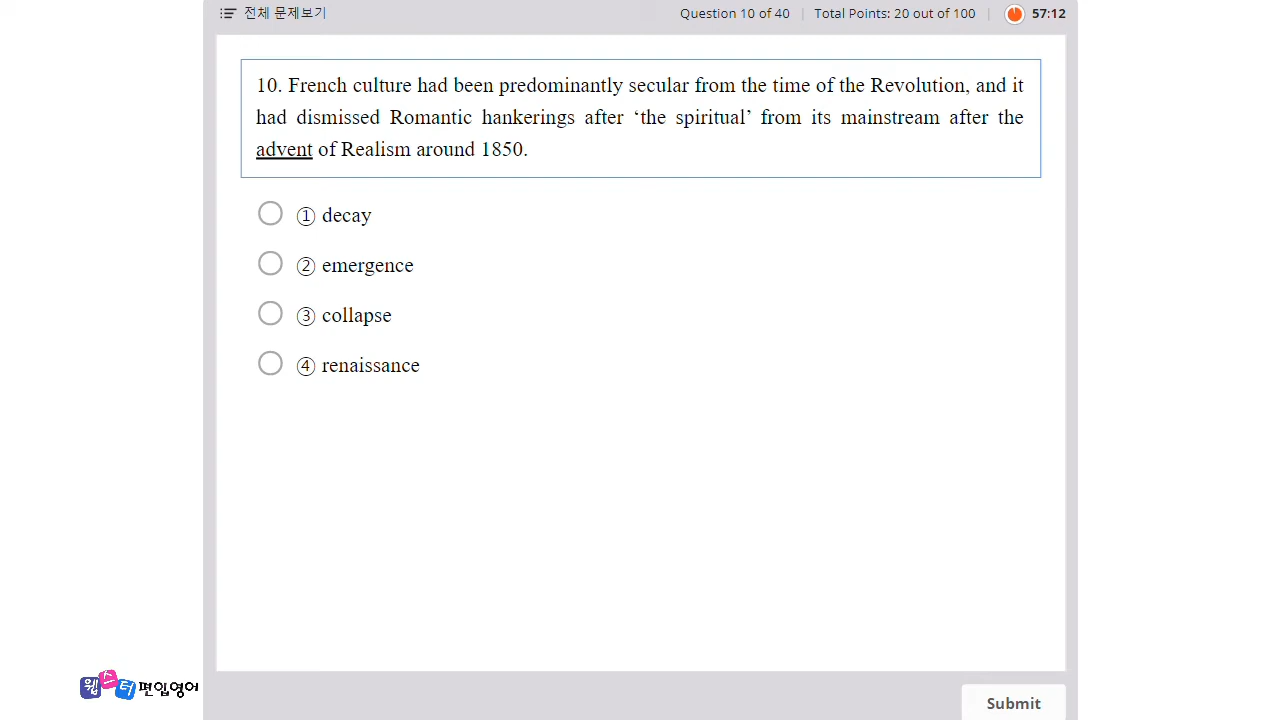 전체 문제보기
Question 10 of 40 | Total Points: 20 out of 100 | 57:12
10. French culture had been predominantly secular from the time of the Revolution, and it
had dismissed Romantic hankerings after ‘the spiritual’ from its mainstream after the
advent of Realism around 1850.
① decay
② emergence
③ collapse
④ renaissance
웹스터 편입영어
Submit